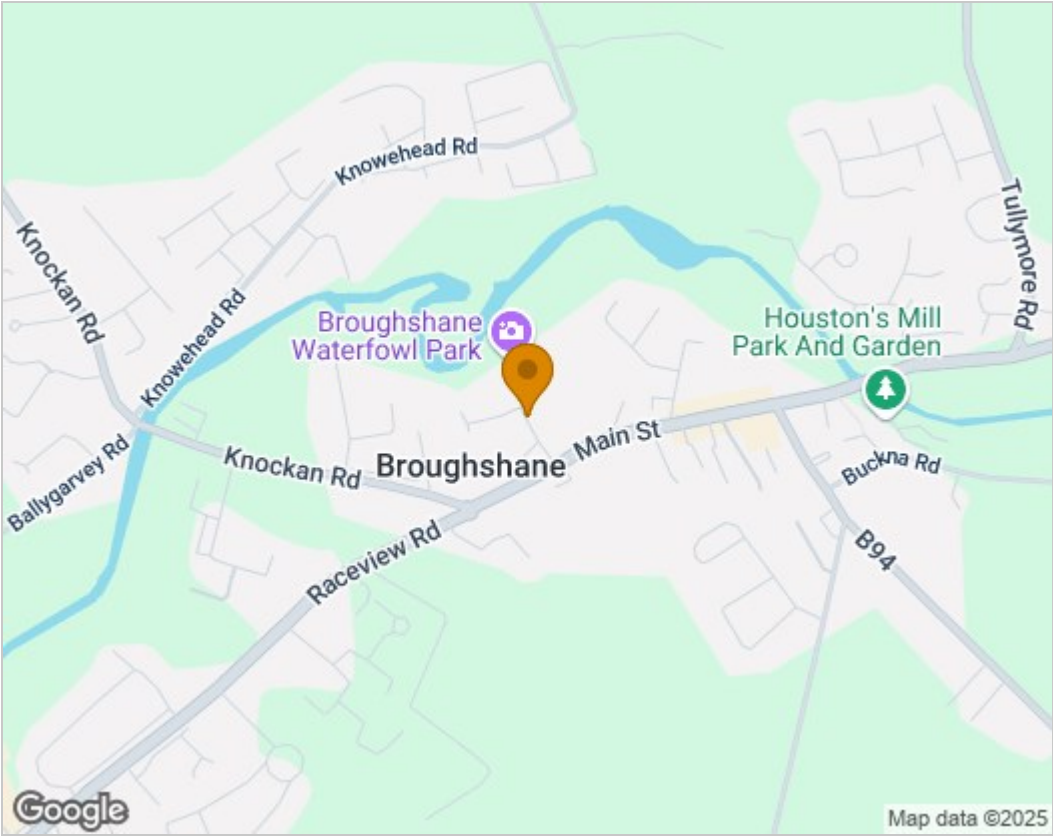 Knowehead Rd
Tullymore Rd
Knockan Rd
Knowehead Rd
Broughshane
Waterfowl Park
Houston's Mill
Park And Garden
Main St
Ballygarvey Rd
Knockan Rd
Broughshane
Buckna Rd
Raceview Rd
B94
Google
Map data ©2025